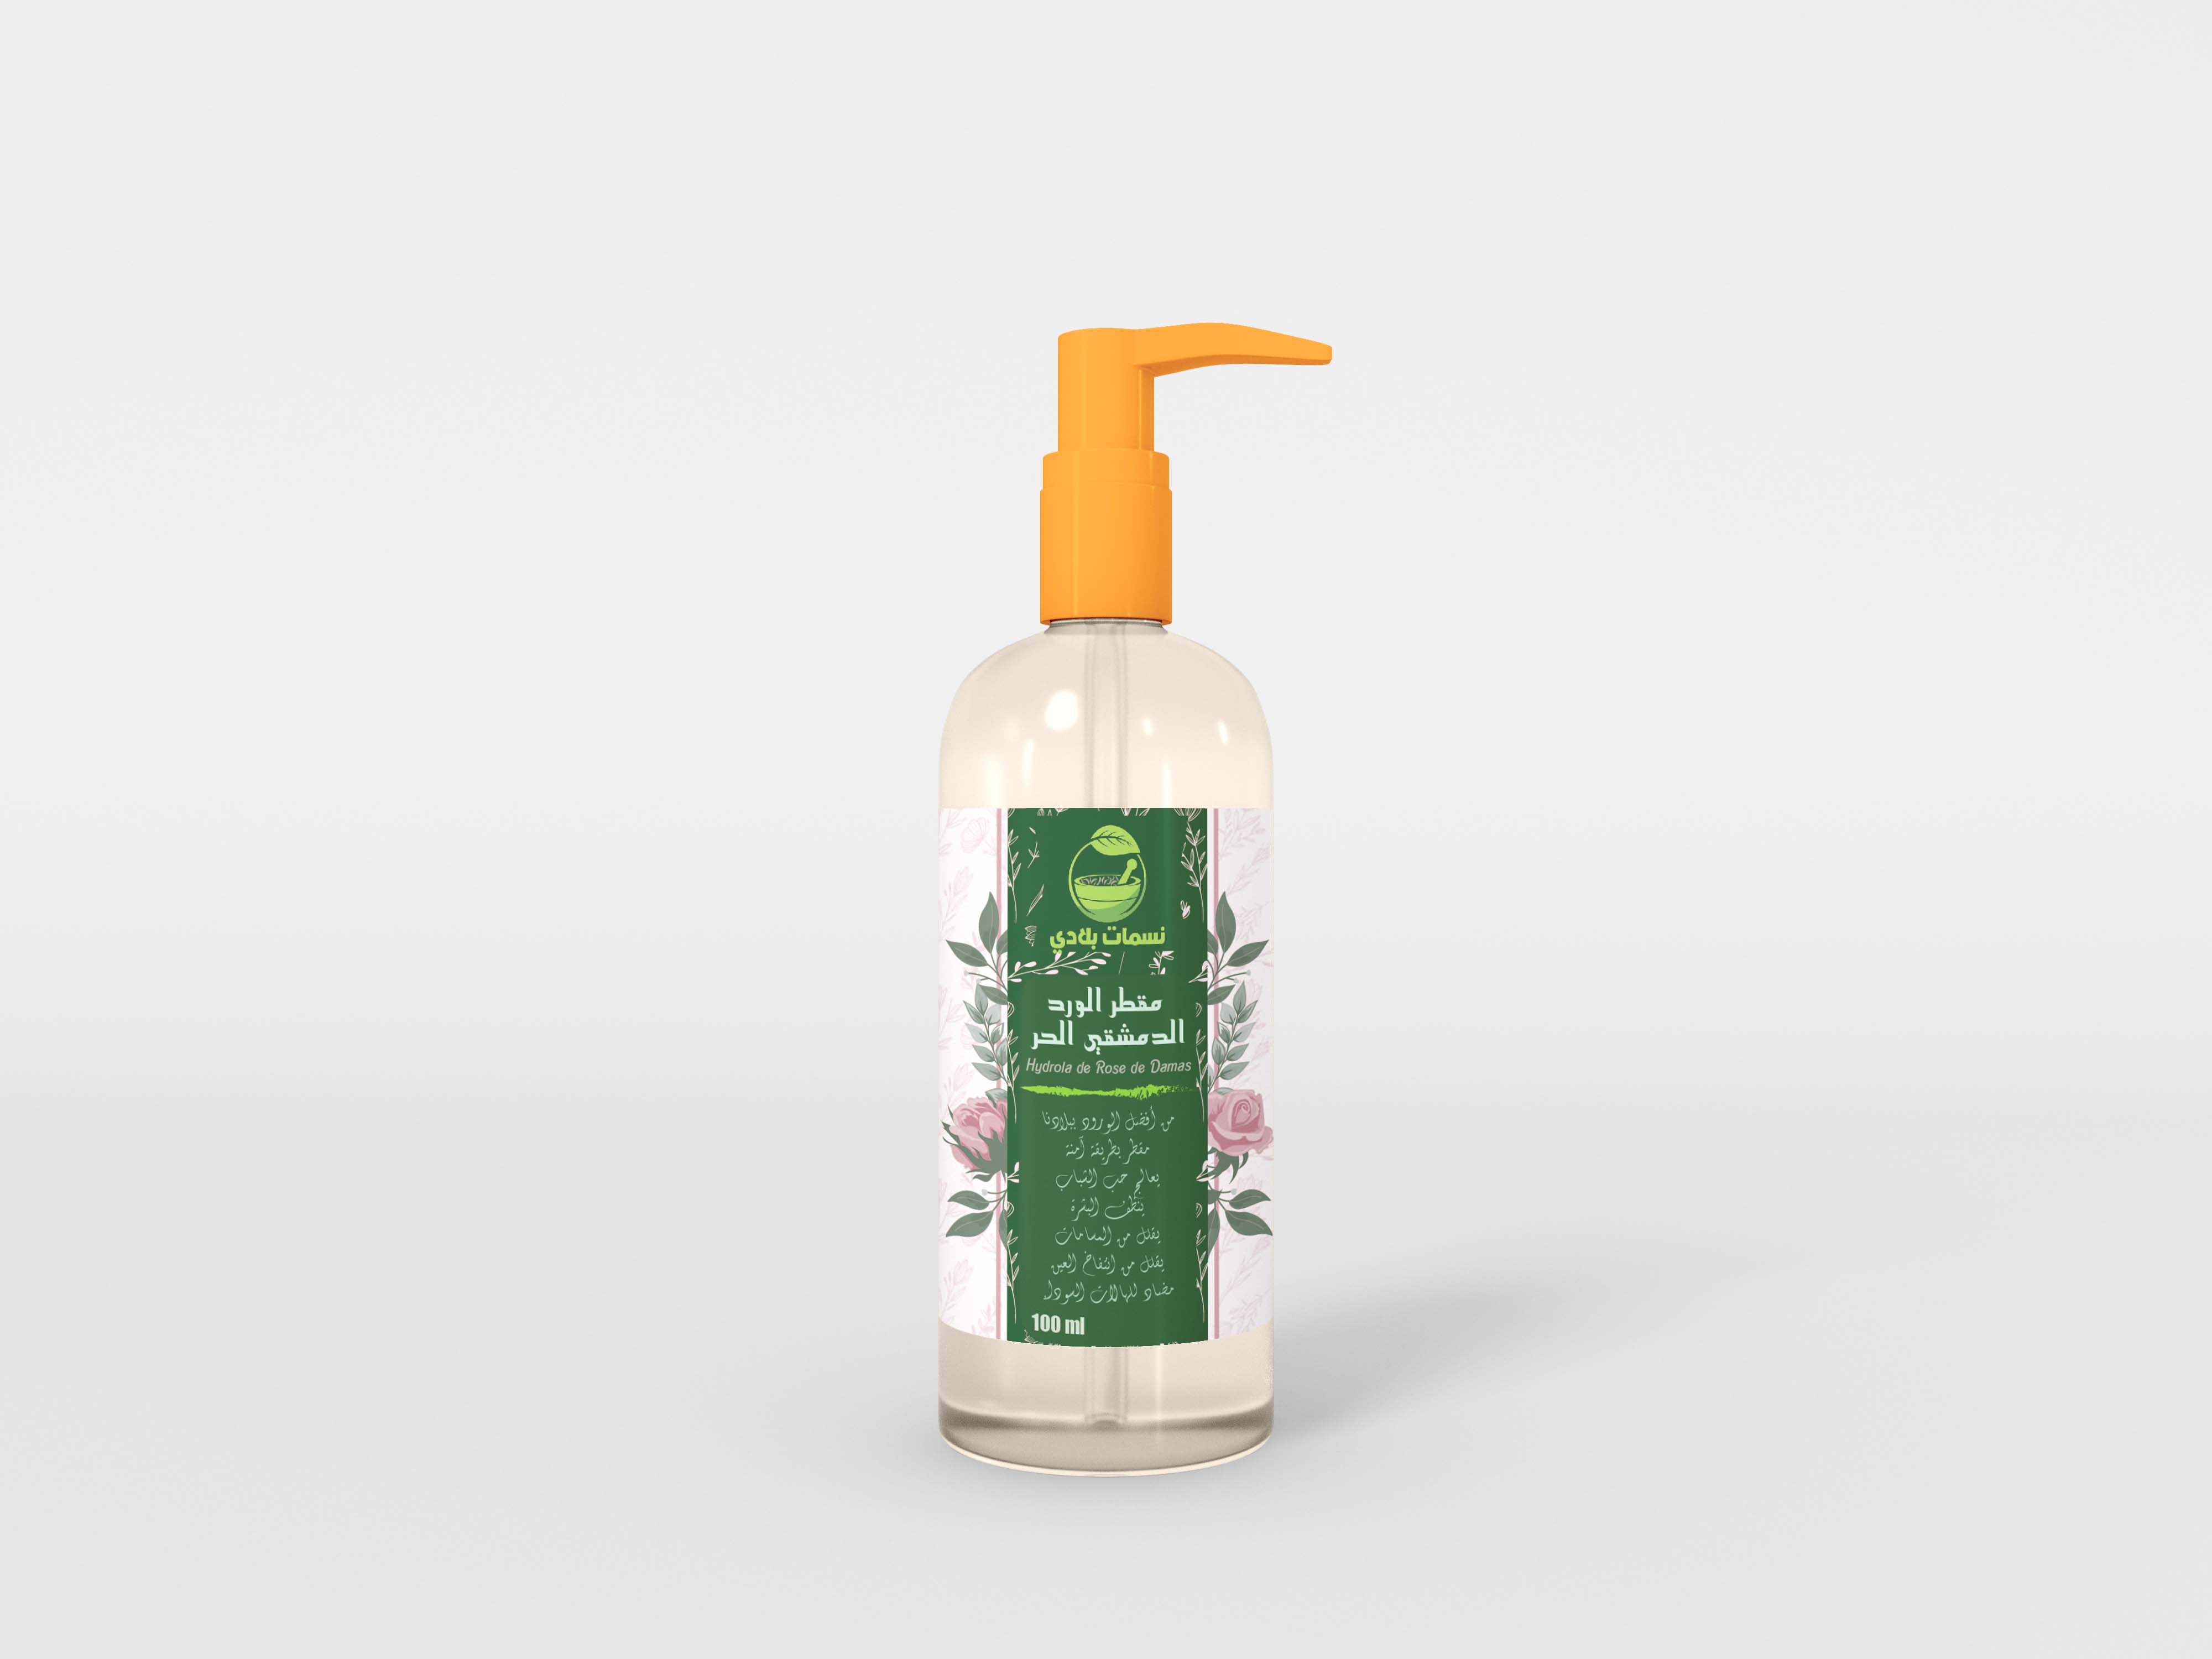 نسمات بلادي
مقطر الورد
الدمشقي الحر
Hydrola de Rose de Damas
من أفضل الورود ببلادنا
مقطر بطريقة آمنة
يعالج حب الشباب
ينظف البشرة
يقلل من المسامات
يقلل من انتفاخ العين
مضاد للهالات السوداء
100 ml